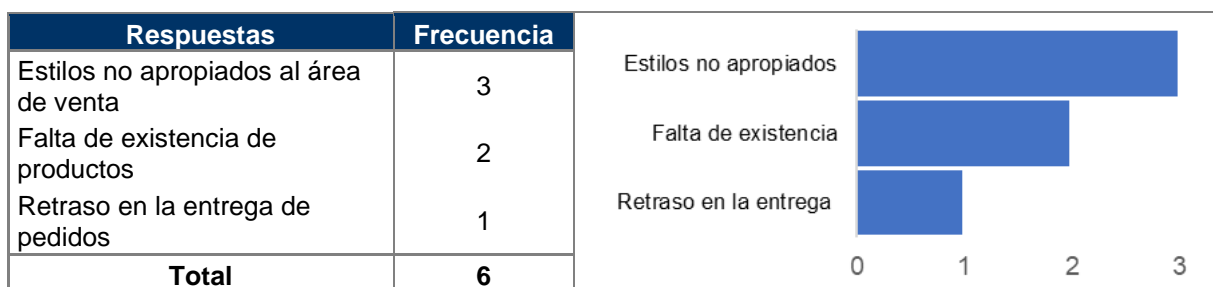 Respuestas Frecuencia
Estilos no apropiados al área
de venta
3
Falta de existencia de
productos
2
Retraso en la entrega de
pedidos
1
Total 6
Estilos no apropiados
Falta de existencia
Retraso en la entrega
0 1 2 3